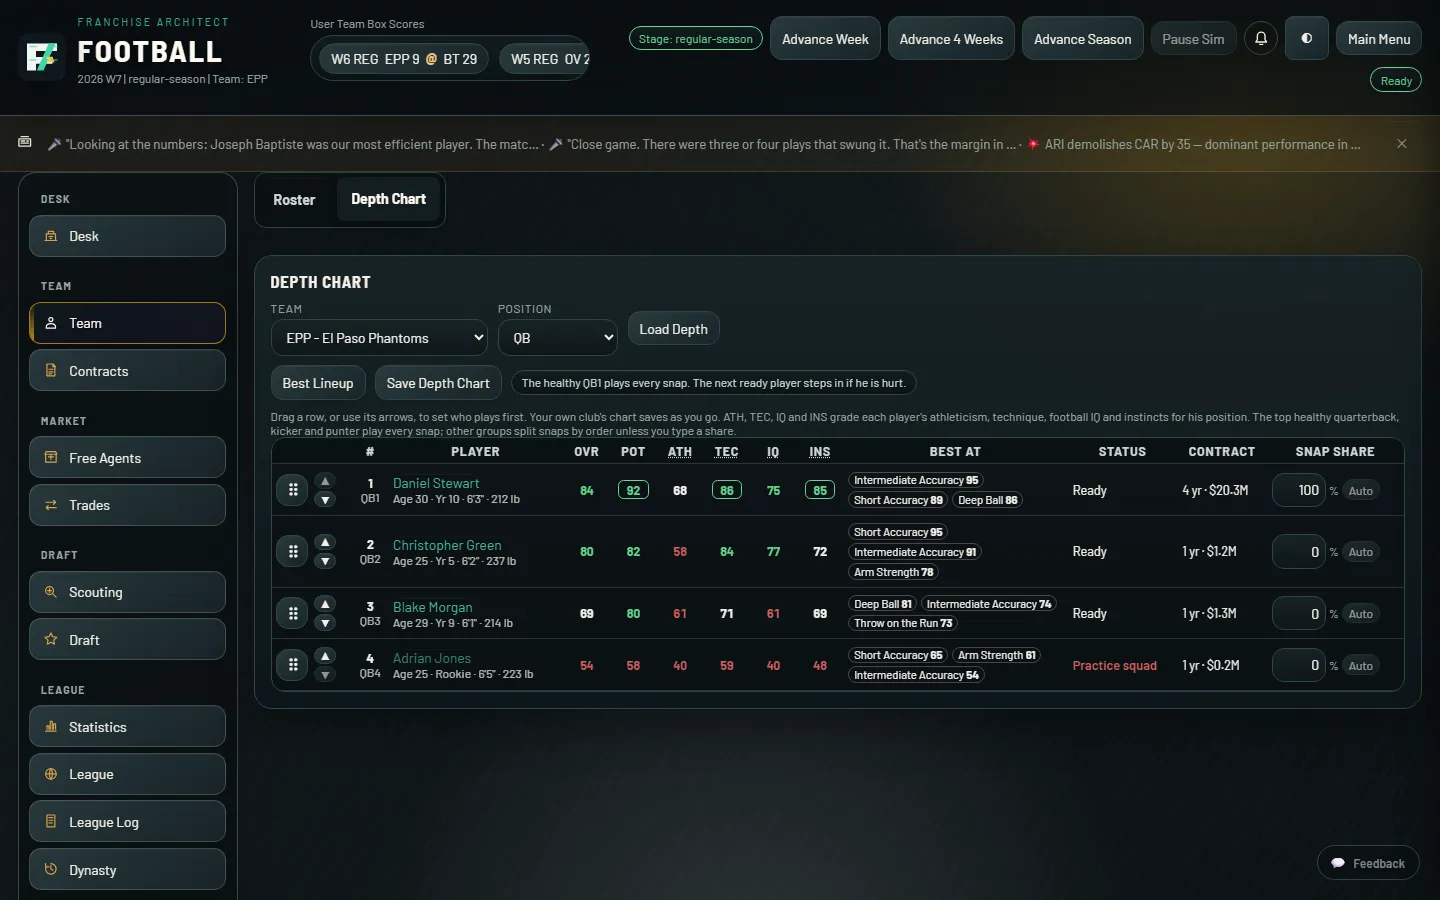 FRANCHISE ARCHITECT
FOOTBALL
2026 W7 | regular-season | Team: EPP
User Team Box Scores
W6 REG EPP 9 @ BT 29
W5 REG OV 2
Stage: regular-season
Advance Week
Advance 4 Weeks
Advance Season
Pause Sim
Main Menu
Ready
"Looking at the numbers: Joseph Baptiste was our most efficient player. The matc... · "Close game. There were three or four plays that swung it. That's the margin in ... · ARI demolishes CAR by 35 — dominant performance in ...
DESK
Desk
TEAM
Team
Contracts
MARKET
Free Agents
Trades
DRAFT
Scouting
Draft
LEAGUE
Statistics
League
League Log
Dynasty
Roster
Depth Chart
DEPTH CHART
TEAM
POSITION
EPP - El Paso Phantoms
QB
Load Depth
Best Lineup
Save Depth Chart
The healthy QB1 plays every snap. The next ready player steps in if he is hurt.
Drag a row, or use its arrows, to set who plays first. Your own club's chart saves as you go. ATH, TEC, IQ and INS grade each player's athleticism, technique, football IQ and instincts for his position. The top healthy quarterback,
kicker and punter play every snap; other groups split snaps by order unless you type a share.
# PLAYER OVR POT ATH TEC IQ INS BEST AT STATUS CONTRACT SNAP SHARE
1 QB1 Daniel Stewart 84 92 68 86 75 85 Ready 4 yr · $20.3M 100 % Auto
Age 30 · Yr 10 · 6'3" · 212 lb
Intermediate Accuracy 95
Short Accuracy 89 Deep Ball 86
2 QB2 Christopher Green 80 82 58 84 77 72 Ready 1 yr · $1.2M 0 % Auto
Age 25 · Yr 5 · 6'2" · 237 lb
Short Accuracy 95
Intermediate Accuracy 91
Arm Strength 78
3 QB3 Blake Morgan 69 80 61 71 61 69 Ready 1 yr · $1.3M 0 % Auto
Age 29 · Yr 9 · 6'1" · 214 lb
Deep Ball 81 Intermediate Accuracy 74
Throw on the Run 73
4 QB4 Adrian Jones 54 58 40 59 40 48 Practice squad 1 yr · $0.2M 0 % Auto
Age 25 · Rookie · 6'5" · 223 lb
Short Accuracy 65 Arm Strength 61
Intermediate Accuracy 54
Feedback